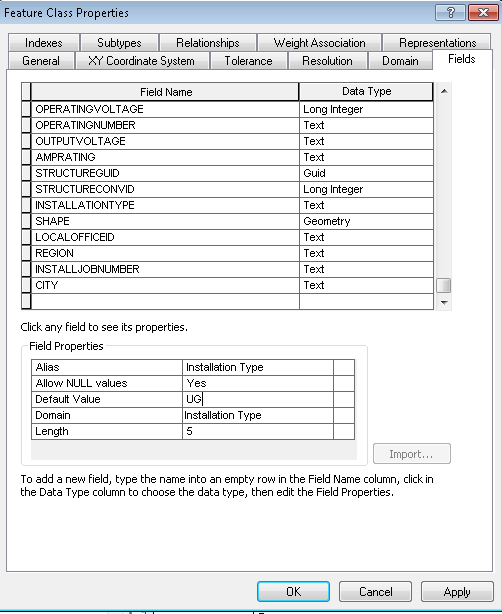 Feature Class Properties
Indexes Subtypes Relationships Weight Association Representations
General XY Coordinate System Tolerance Resolution Domain Fields
Field Name Data Type
OPERATINGVOLTAGE Long Integer
OPERATINGNUMBER Text
OUTPUTVOLTAGE Text
AMPRATING Text
STRUCTUREGUID Guid
STRUCTURECONVID Long Integer
INSTALLATIONTYPE Text
SHAPE Geometry
LOCALOFFICEID Text
REGION Text
INSTALLJOBNUMBER Text
CITY Text
Click any field to see its properties.
Field Properties
Alias Installation Type
Allow NULL values Yes
Default Value UG
Domain Installation Type
Length 5
Import...
To add a new field, type the name into an empty row in the Field Name column, click in
the Data Type column to choose the data type, then edit the Field Properties.
OK Cancel Apply